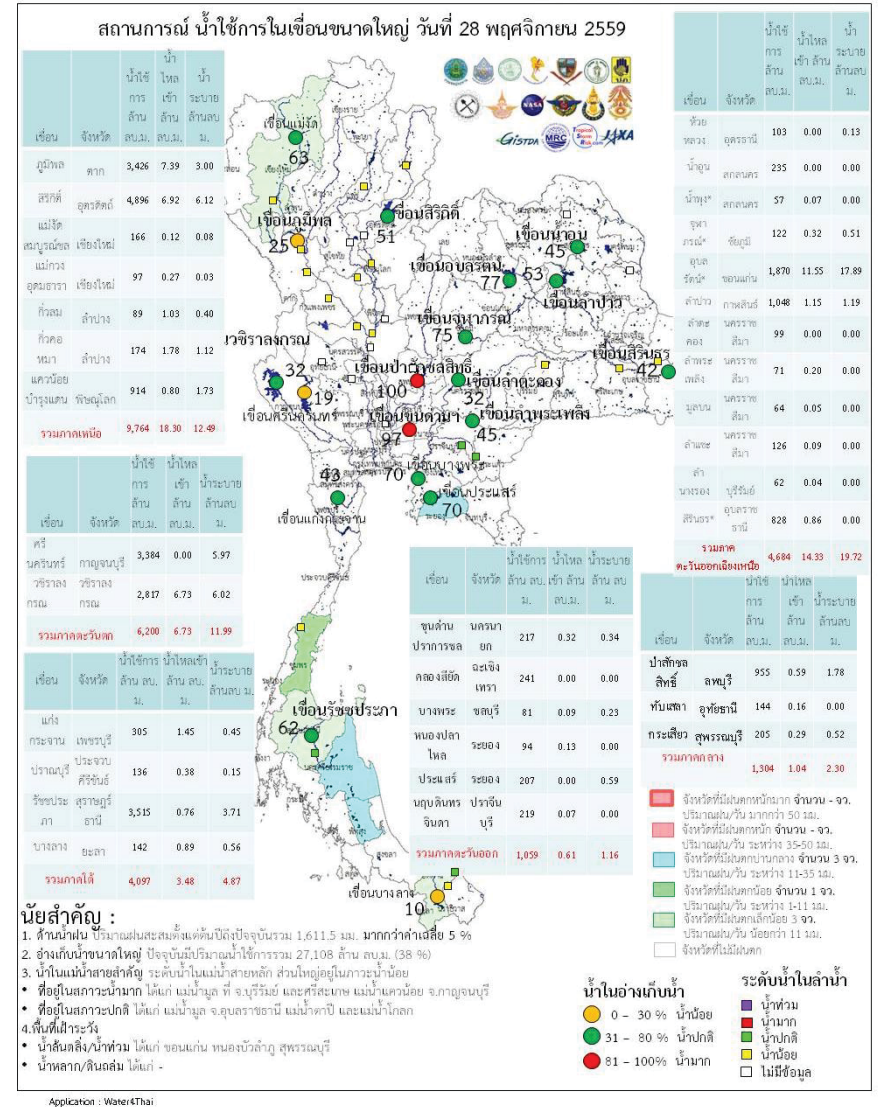 สถานการณ์ น้ำใช้การในเขื่อนขนาดใหญ่ วันที่ 28 พฤศจิกายน 2559
เขื่อน จังหวัด น้ำใช้การ ล้าน ลบ.ม. น้ำไหลเข้า ล้าน ลบ.ม. น้ำระบาย ล้านลบ ม.
ภูมิพล ตาก 3,426 7.39 3.00
สิริกิติ์ อุตรดิตถ์ 4,896 6.92 6.12
แม่งัดสมบูรณ์ชล เชียงใหม่ 166 0.12 0.08
แม่กวงอุดมธารา เชียงใหม่ 97 0.27 0.03
กิ่วลม ลำปาง 89 1.03 0.40
กิ่วคอหมา ลำปาง 174 1.78 1.12
แควน้อยบำรุงแดน พิษณุโลก 914 0.80 1.73
รวมภาคเหนือ 9,764 18.30 12.49
เขื่อน จังหวัด น้ำใช้การ ล้าน ลบ.ม. น้ำไหลเข้า ล้าน ลบ.ม. น้ำระบาย ล้านลบ ม.
ศรีนครินทร์ กาญจนบุรี 3,384 0.00 5.97
วชิราลงกรณ วชิราลงกรณ 2,817 6.73 6.02
รวมภาคตะวันตก 6,200 6.73 11.99
เขื่อน จังหวัด น้ำใช้การ ล้าน ลบ.ม. น้ำไหลเข้า ล้าน ลบ.ม. น้ำระบาย ล้านลบ ม.
แก่งกระจาน เพชรบุรี 305 1.45 0.45
ปราณบุรี ประจวบคีรีขันธ์ 136 0.38 0.15
รัชชประภา สุราษฎร์ธานี 3,515 0.76 3.71
บางลาง ยะลา 142 0.89 0.56
รวมภาคใต้ 4,097 3.48 4.87
เขื่อนแม่งัด
63
เขื่อนภูมิพล
25
เขื่อนสิริกิติ์
51
เขื่อนน้ำอูน
45
เขื่อนอุบลรัตน
77
53
เขื่อนลำปาว
เขื่อนจุฬาภรณ์
75
วชิราลงกรณ์
32
19
เขื่อนศรีนครินทร์
เขื่อนป่าสักชลสิทธิ์
100
เขื่อนลำตะคอง
32
เขื่อนสิรินธร
42
เขื่อนขุนด่านฯ
97
เขื่อนลำพระเพลิง
45
เขื่อนบางพระ
70
เขื่อนประแสร์
70
43
เขื่อนแก่งกระจาน
เขื่อนรัชชประภา
62
เขื่อนบางลาง
10
GISTDA MRC Tropical Storm Risk.com JAXA
NASA
เขื่อน จังหวัด น้ำใช้การ ล้าน ลบ.ม. น้ำไหลเข้า ล้าน ลบ.ม. น้ำระบาย ล้านลบ ม.
ห้วยหลวง อุดรธานี 103 0.00 0.13
น้ำอูน สกลนคร 235 0.00 0.00
น้ำพุง* สกลนคร 57 0.07 0.00
จุฬาภรณ์* ชัยภูมิ 122 0.32 0.51
อุบลรัตน์* ขอนแก่น 1,870 11.55 17.89
ลำปาว กาฬสินธุ์ 1,048 1.15 1.19
ลำตะคอง นครราชสีมา 99 0.00 0.00
ลำพระเพลิง นครราชสีมา 71 0.20 0.00
มูลบน นครราชสีมา 64 0.05 0.00
ลำแชะ นครราชสีมา 126 0.09 0.00
ลำนางรอง บุรีรัมย์ 62 0.04 0.00
สิรินธร* อุบลราชธานี 828 0.86 0.00
รวมภาคตะวันออกเฉียงเหนือ 4,684 14.33 19.72
เขื่อน จังหวัด น้ำใช้การ ล้าน ลบ.ม. น้ำไหลเข้า ล้าน ลบ.ม. น้ำระบาย ล้าน ลบ ม.
ขุนด่านปราการชล นครนายก 217 0.32 0.34
คลองสียัด ฉะเชิงเทรา 241 0.00 0.00
บางพระ ชลบุรี 81 0.09 0.23
หนองปลาไหล ระยอง 94 0.13 0.00
ประแสร์ ระยอง 207 0.00 0.59
นฤบดินทรจินดา ปราจีนบุรี 219 0.07 0.00
รวมภาคตะวันออก 1,059 0.61 1.16
เขื่อน จังหวัด น้ำใช้การ ล้าน ลบ.ม. น้ำไหลเข้า ล้าน ลบ.ม. น้ำระบาย ล้านลบ ม.
ป่าสักชลสิทธิ์ ลพบุรี 955 0.59 1.78
ทับเสลา อุทัยธานี 144 0.16 0.00
กระเสียว สุพรรณบุรี 205 0.29 0.52
รวมภาคกลาง 1,304 1.04 2.30
จังหวัดที่มีฝนตกหนักมาก จำนวน - จว.
ปริมาณฝน/วัน มากกว่า 50 มม.
จังหวัดที่มีฝนตกหนัก จำนวน - จว.
ปริมาณฝน/วัน ระหว่าง 35-50 มม.
จังหวัดที่มีฝนตกปานกลาง จำนวน 3 จว.
ปริมาณฝน/วัน ระหว่าง 11-35 มม.
จังหวัดที่มีฝนตกน้อย จำนวน 1 จว.
ปริมาณฝน/วัน ระหว่าง 1-11 มม.
จังหวัดที่มีฝนตกเล็กน้อย 3 จว.
ปริมาณฝน/วัน น้อยกว่า 11 มม.
จังหวัดที่ไม่มีฝนตก
นัยสำคัญ :
1. ด้านน้ำฝน ปริมาณฝนสะสมตั้งแต่ต้นปีถึงปัจจุบันรวม 1,611.5 มม. มากกว่าค่าเฉลี่ย 5 %
2. อ่างเก็บน้ำขนาดใหญ่ ปัจจุบันมีปริมาณน้ำใช้การรวม 27,108 ล้าน ลบ.ม. (38 %)
3. น้ำในแม่น้ำสายสำคัญ ระดับน้ำในแม่น้ำสายหลัก ส่วนใหญ่อยู่ในภาวะน้ำน้อย
• ที่อยู่ในสภาวะน้ำมาก ได้แก่ แม่น้ำมูล ที่ จ.บุรีรัมย์ และศรีสะเกษ แม่น้ำแควน้อย จ.กาญจนบุรี
• ที่อยู่ในสภาวะปกติ ได้แก่ แม่น้ำมูล จ.อุบลราชธานี แม่น้ำตาปี และแม่น้ำโกลก
4.พื้นที่เฝ้าระวัง
• น้ำล้นตลิ่ง/น้ำท่วม ได้แก่ ขอนแก่น หนองบัวลำภู สุพรรณบุรี
• น้ำหลาก/ดินถล่ม ได้แก่ -
น้ำในอ่างเก็บน้ำ
0 - 30 % น้ำน้อย
31 - 80 % น้ำปกติ
81 - 100% น้ำมาก
ระดับน้ำในลำน้ำ
น้ำท่วม
น้ำมาก
น้ำปกติ
น้ำน้อย
ไม่มีข้อมูล
Application : Water4Thai